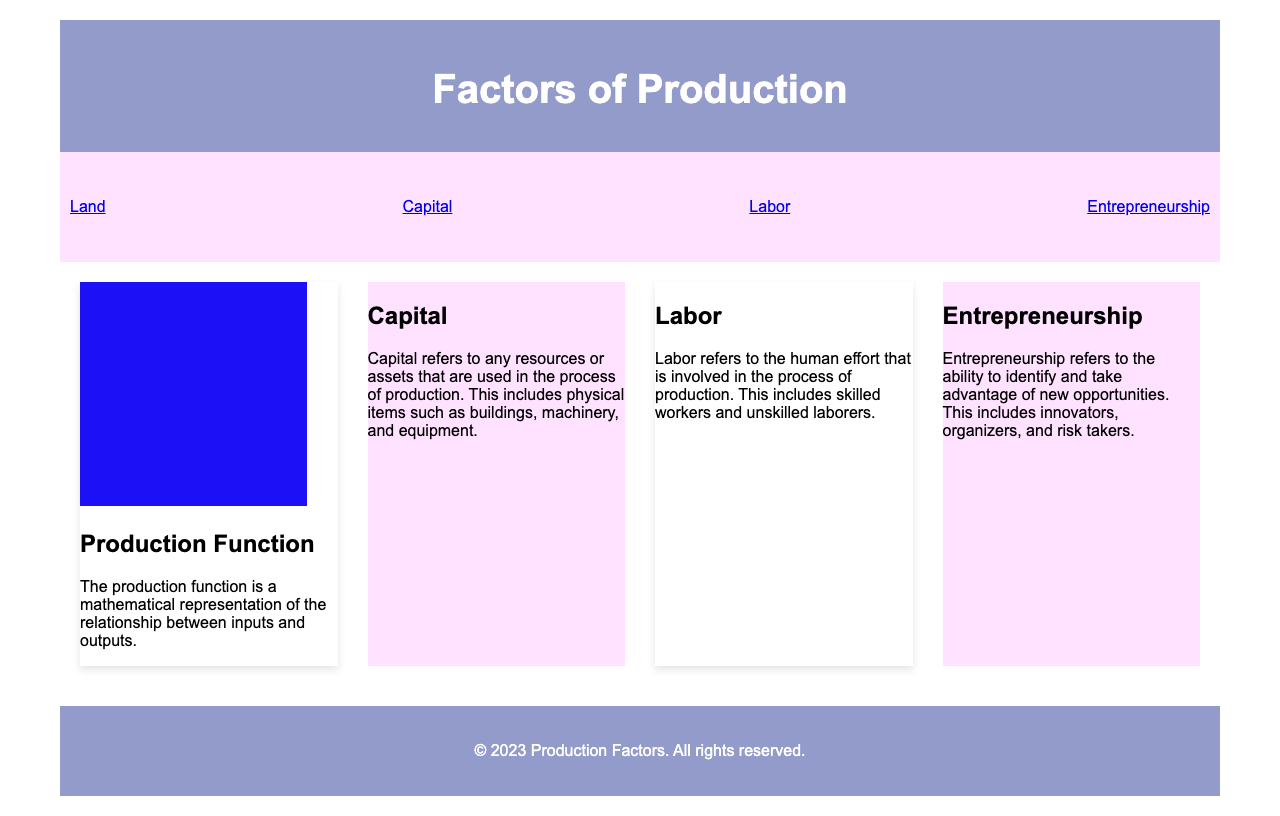 Factors of Production
Land
Capital
Labor
Entrepreneurship
Production Function
The production function is a
mathematical representation of the
relationship between inputs and
outputs.
Capital
Capital refers to any resources or
assets that are used in the process
of production. This includes physical
items such as buildings, machinery,
and equipment.
Labor
Labor refers to the human effort that
is involved in the process of
production. This includes skilled
workers and unskilled laborers.
Entrepreneurship
Entrepreneurship refers to the
ability to identify and take
advantage of new opportunities.
This includes innovators,
organizers, and risk takers.
© 2023 Production Factors. All rights reserved.